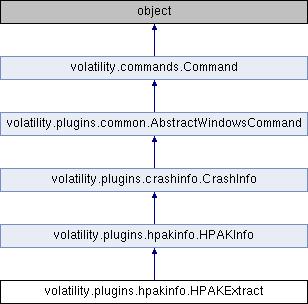 object
volatility.commands.Command
volatility.plugins.common.AbstractWindowsCommand
volatility.plugins.crashinfo.CrashInfo
volatility.plugins.hpakinfo.HPAKInfo
volatility.plugins.hpakinfo.HPAKExtract